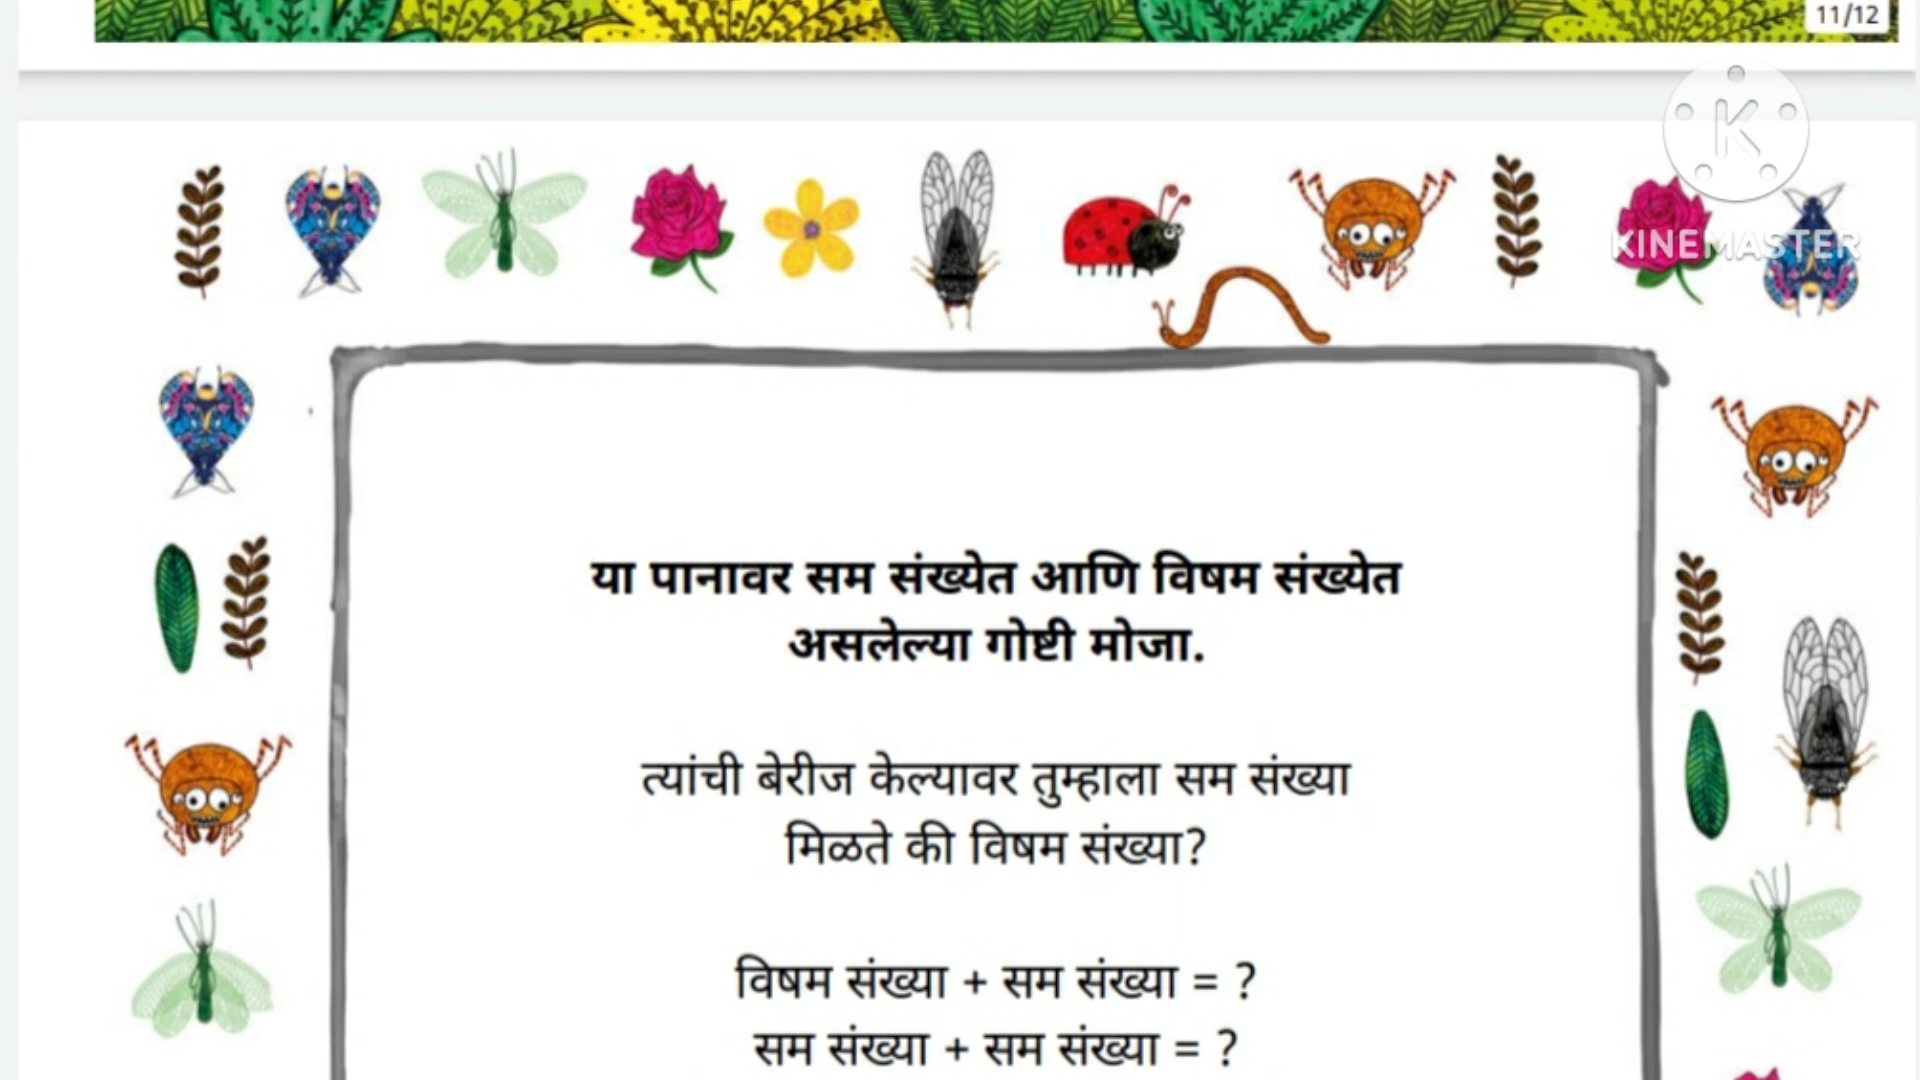 11/12
K
KINEMASTER
या पानावर सम संख्येत आणि विषम संख्येत
असलेल्या गोष्टी मोजा.
त्यांची बेरीज केल्यावर तुम्हाला सम संख्या
मिळते की विषम संख्या?
विषम संख्या + सम संख्या = ?
सम संख्या + सम संख्या = ?